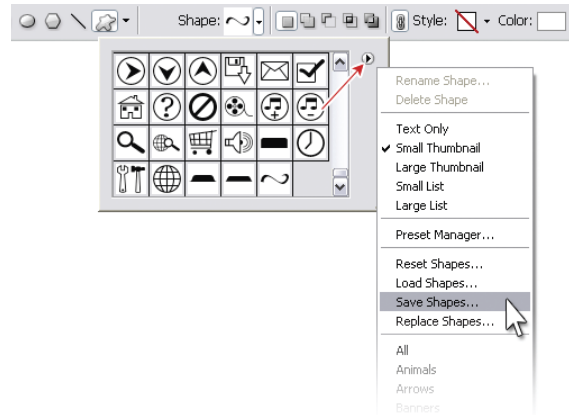 Shape:
Style:
Color:
Rename Shape...
Delete Shape
Text Only
Small Thumbnail
Large Thumbnail
Small List
Large List
Preset Manager...
Reset Shapes...
Load Shapes...
Save Shapes...
Replace Shapes...
All
Animals
Arrows
Banners